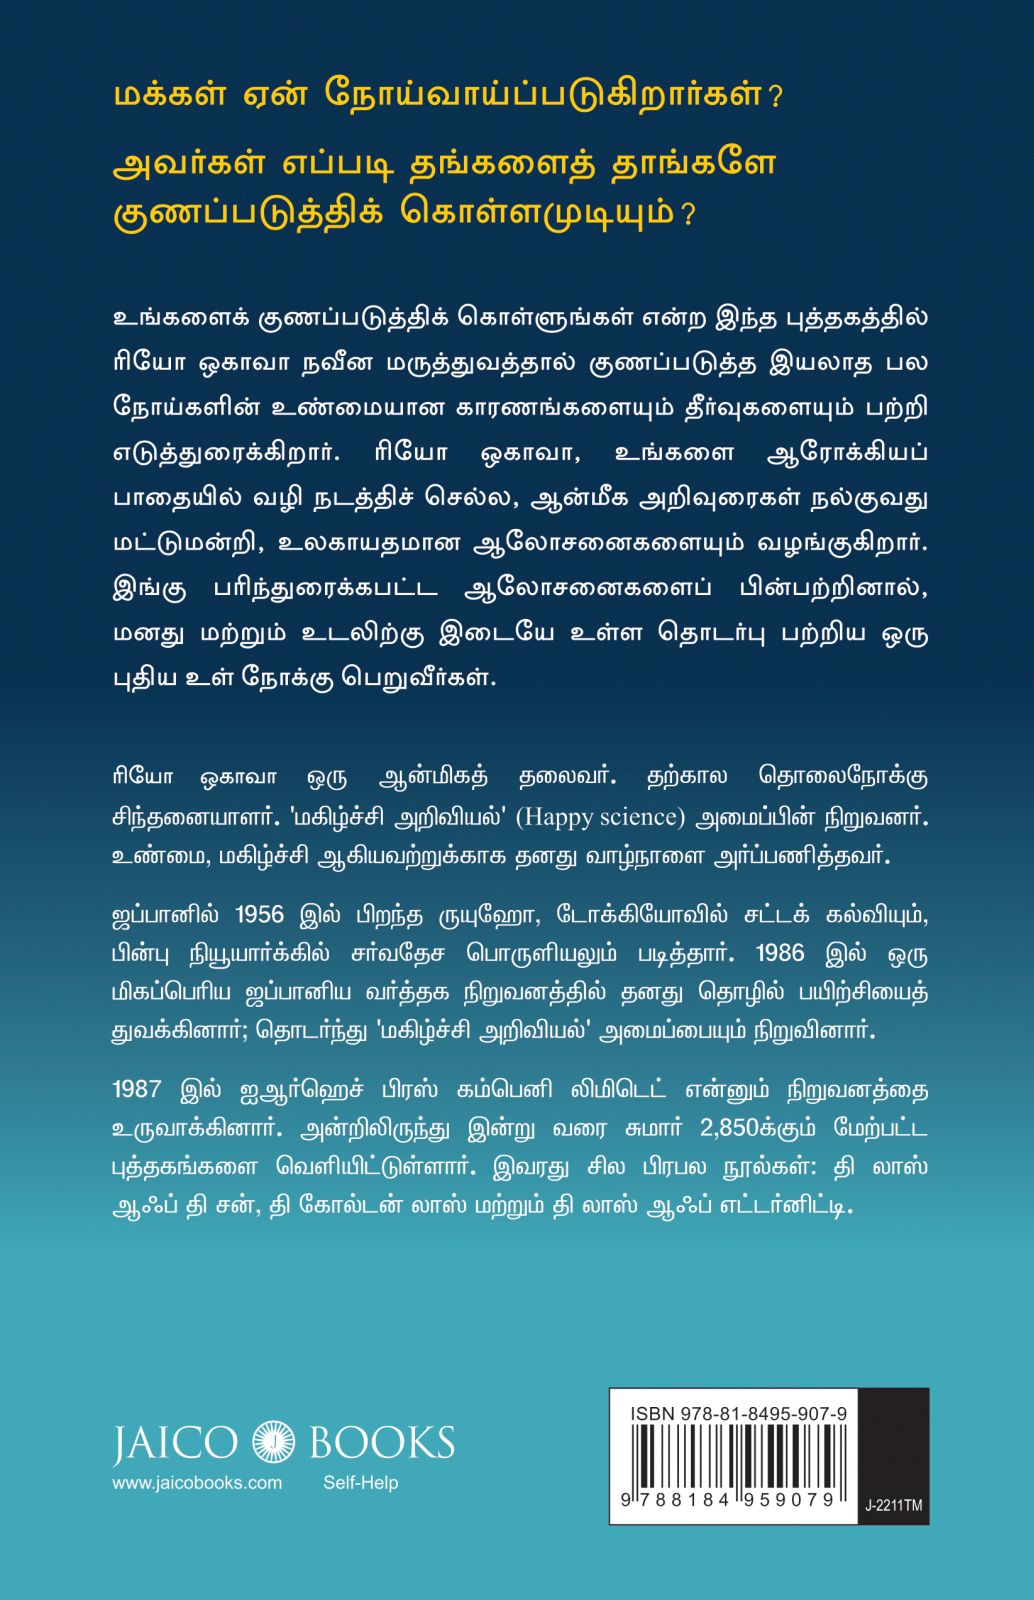 மக்கள் ஏன் நோய்வாய்ப்படுகிறார்கள்?
அவர்கள் எப்படி தங்களைத் தாங்களே
குணப்படுத்திக் கொள்ளமுடியும்?
உங்களைக் குணப்படுத்திக் கொள்ளுங்கள் என்ற இந்த புத்தகத்தில்
ரியோ ஒகாவா நவீன மருத்துவத்தால் குணப்படுத்த இயலாத பல
நோய்களின் உண்மையான காரணங்களையும் தீர்வுகளையும் பற்றி
எடுத்துரைக்கிறார். ரியோ ஒகாவா, உங்களை ஆரோக்கியப்
பாதையில் வழி நடத்திச் செல்ல, ஆன்மீக அறிவுரைகள் நல்குவது
மட்டுமன்றி, உலகாயதமான ஆலோசனைகளையும் வழங்குகிறார்.
இங்கு பரிந்துரைக்கபட்ட ஆலோசனைகளைப் பின்பற்றினால்,
மனது மற்றும் உடலிற்கு இடையே உள்ள தொடர்பு பற்றிய ஒரு
புதிய உள் நோக்கு பெறுவீர்கள்.
ரியோ ஒகாவா ஒரு ஆன்மிகத் தலைவர். தற்கால தொலைநோக்கு
சிந்தனையாளர். 'மகிழ்ச்சி அறிவியல்' (Happy science) அமைப்பின் நிறுவனர்.
உண்மை, மகிழ்ச்சி ஆகியவற்றுக்காக தனது வாழ்நாளை அர்ப்பணித்தவர்.
ஜப்பானில் 1956 இல் பிறந்த ருயுஹோ, டோக்கியோவில் சட்டக் கல்வியும்,
பின்பு நியூயார்க்கில் சர்வதேச பொருளியலும் படித்தார். 1986 இல் ஒரு
மிகப்பெரிய ஜப்பானிய வர்த்தக நிறுவனத்தில் தனது தொழில் பயிற்சியைத்
துவக்கினார்; தொடர்ந்து 'மகிழ்ச்சி அறிவியல்' அமைப்பையும் நிறுவினார்.
1987 இல் ஐஆர்ஹெச் பிரஸ் கம்பெனி லிமிடெட் என்னும் நிறுவனத்தை
உருவாக்கினார். அன்றிலிருந்து இன்று வரை சுமார் 2,850க்கும் மேற்பட்ட
புத்தகங்களை வெளியிட்டுள்ளார். இவரது சில பிரபல நூல்கள்: தி லாஸ்
ஆஃப் தி சன், தி கோல்டன் லாஸ் மற்றும் தி லாஸ் ஆஃப் எட்டர்னிட்டி.
JAICO J BOOKS
www.jaicobooks.com Self-Help
ISBN 978-81-8495-907-9
9 788184 959079
J-2211TM